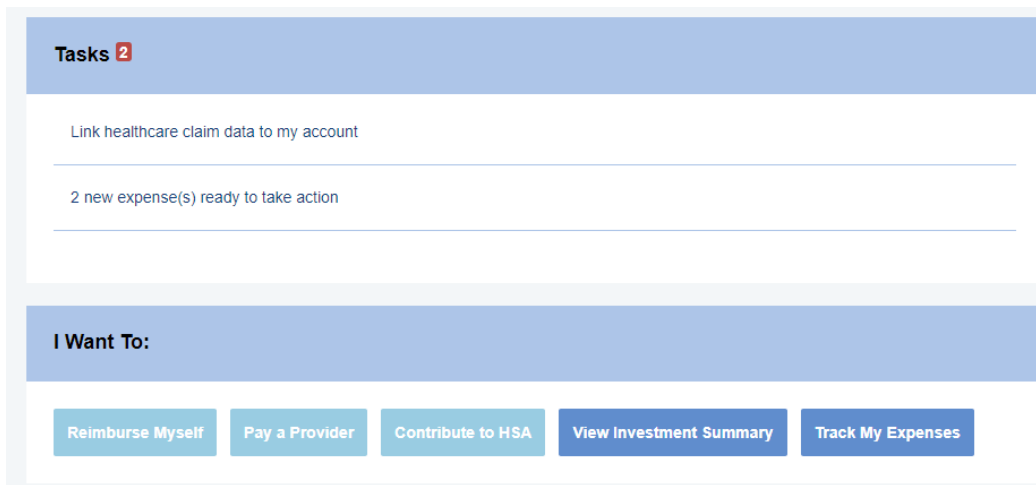 Tasks 2
Link healthcare claim data to my account
2 new expense(s) ready to take action
I Want To:
Reimburse Myself Pay a Provider Contribute to HSA View Investment Summary Track My Expenses